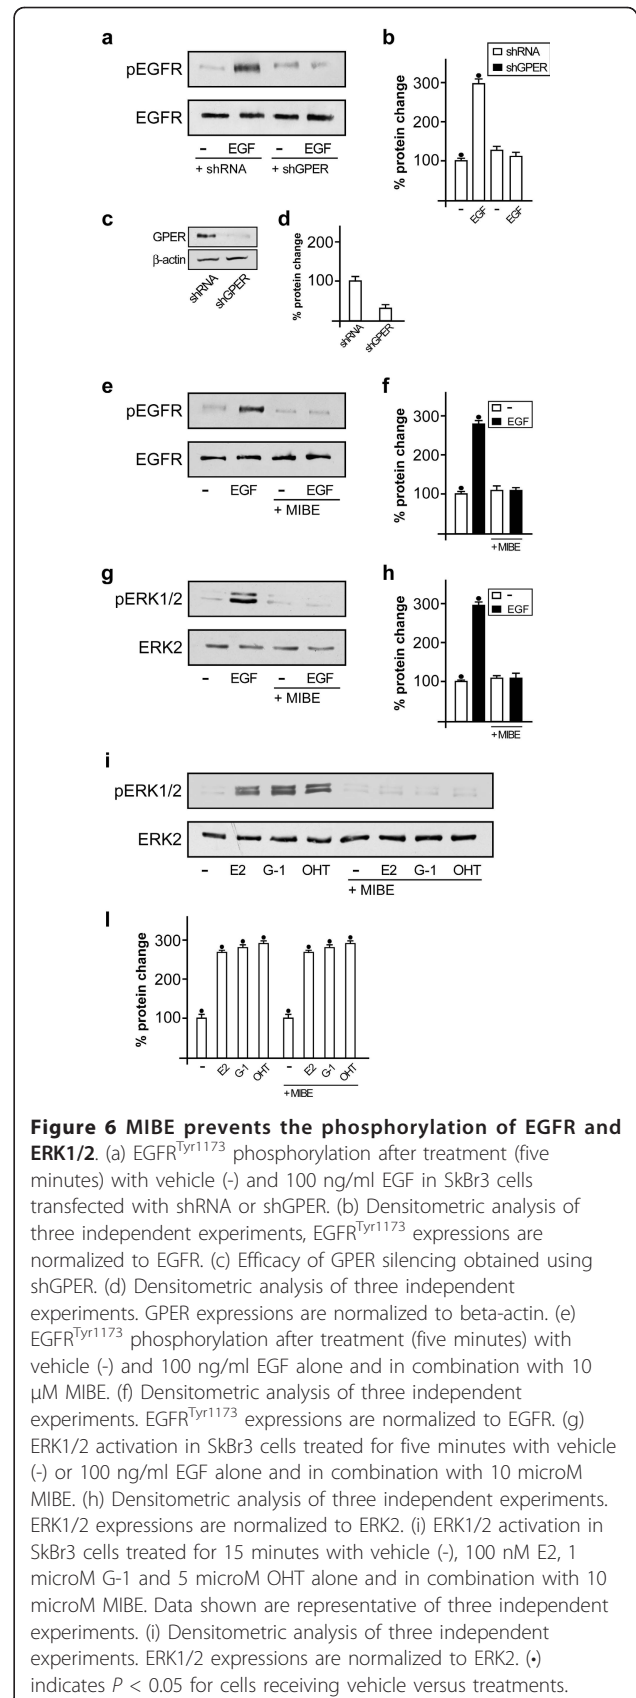 a
b
shRNA
shGPER
pEGFR
EGFR
- EGF - EGF
+ shRNA + shGPER
% protein change
300
200
100
- EGF - EGF
c
d
GPER
β-actin
shRNA shGPER
% protein change
200
100
shRNA shGPER
e
f
pEGFR
EGFR
- EGF - EGF
+ MIBE
-
EGF
% protein change
300
200
100
+MIBE
g
h
pERK1/2
ERK2
- EGF - EGF
+ MIBE
-
EGF
% protein change
300
200
100
+MIBE
i
pERK1/2
ERK2
- E2 G-1 OHT - E2 G-1 OHT
+ MIBE
l
% protein change
300
200
100
- E2 G-1 OHT - E2 G-1 OHT
+MIBE
Figure 6 MIBE prevents the phosphorylation of EGFR and
ERK1/2. (a) EGFR^Tyr1173 phosphorylation after treatment (five
minutes) with vehicle (-) and 100 ng/ml EGF in SkBr3 cells
transfected with shRNA or shGPER. (b) Densitometric analysis of
three independent experiments, EGFR^Tyr1173 expressions are
normalized to EGFR. (c) Efficacy of GPER silencing obtained using
shGPER. (d) Densitometric analysis of three independent
experiments. GPER expressions are normalized to beta-actin. (e)
EGFR^Tyr1173 phosphorylation after treatment (five minutes) with
vehicle (-) and 100 ng/ml EGF alone and in combination with 10
μM MIBE. (f) Densitometric analysis of three independent
experiments. EGFR^Tyr1173 expressions are normalized to EGFR. (g)
ERK1/2 activation in SkBr3 cells treated for five minutes with vehicle
(-) or 100 ng/ml EGF alone and in combination with 10 microM
MIBE. (h) Densitometric analysis of three independent experiments.
ERK1/2 expressions are normalized to ERK2. (i) ERK1/2 activation in
SkBr3 cells treated for 15 minutes with vehicle (-), 100 nM E2, 1
microM G-1 and 5 microM OHT alone and in combination with 10
microM MIBE. Data shown are representative of three independent
experiments. (i) Densitometric analysis of three independent
experiments. ERK1/2 expressions are normalized to ERK2. (•)
indicates P < 0.05 for cells receiving vehicle versus treatments.